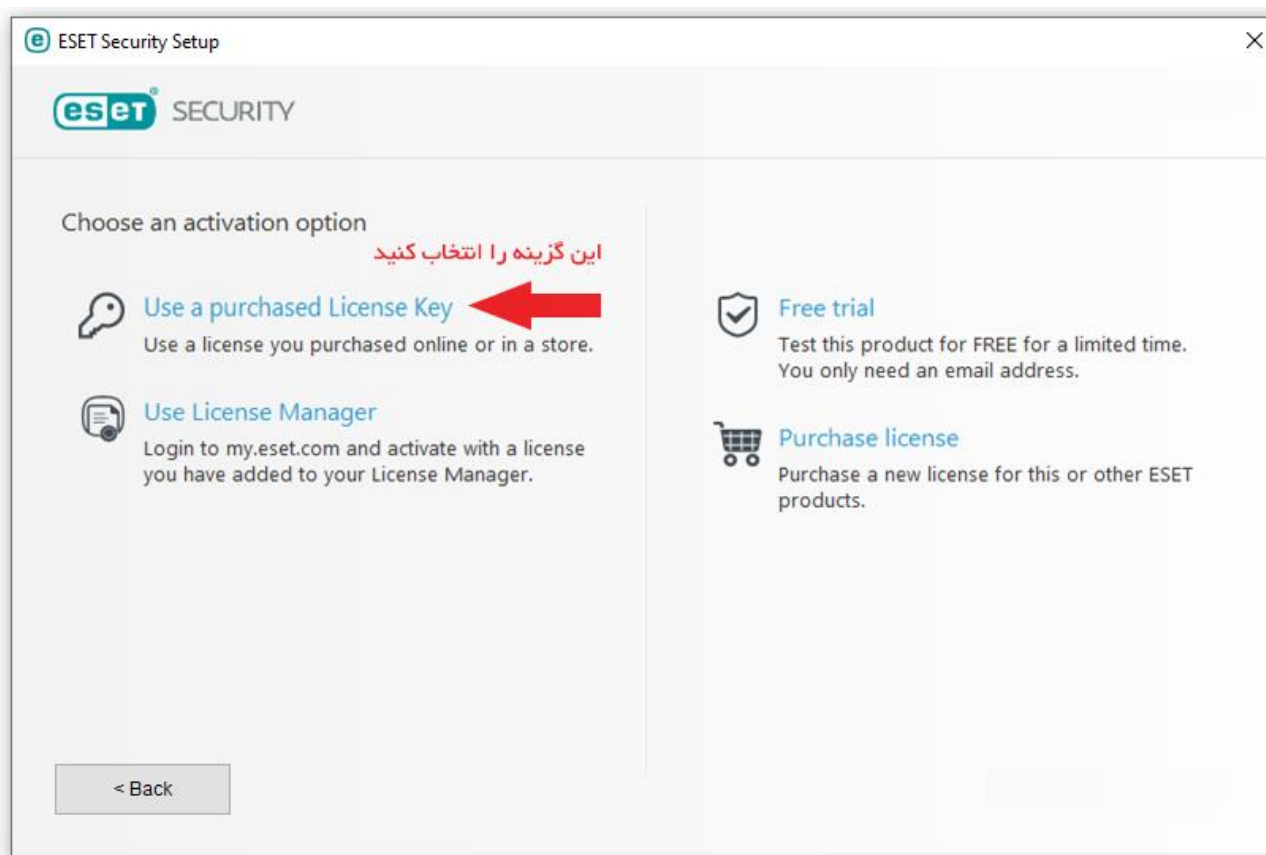 ESET Security Setup
eseT® SECURITY
Choose an activation option
این گزینه را انتخاب کنید
Use a purchased License Key
Use a license you purchased online or in a store.
Use License Manager
Login to my.eset.com and activate with a license
you have added to your License Manager.
Free trial
Test this product for FREE for a limited time.
You only need an email address.
Purchase license
Purchase a new license for this or other ESET
products.
< Back